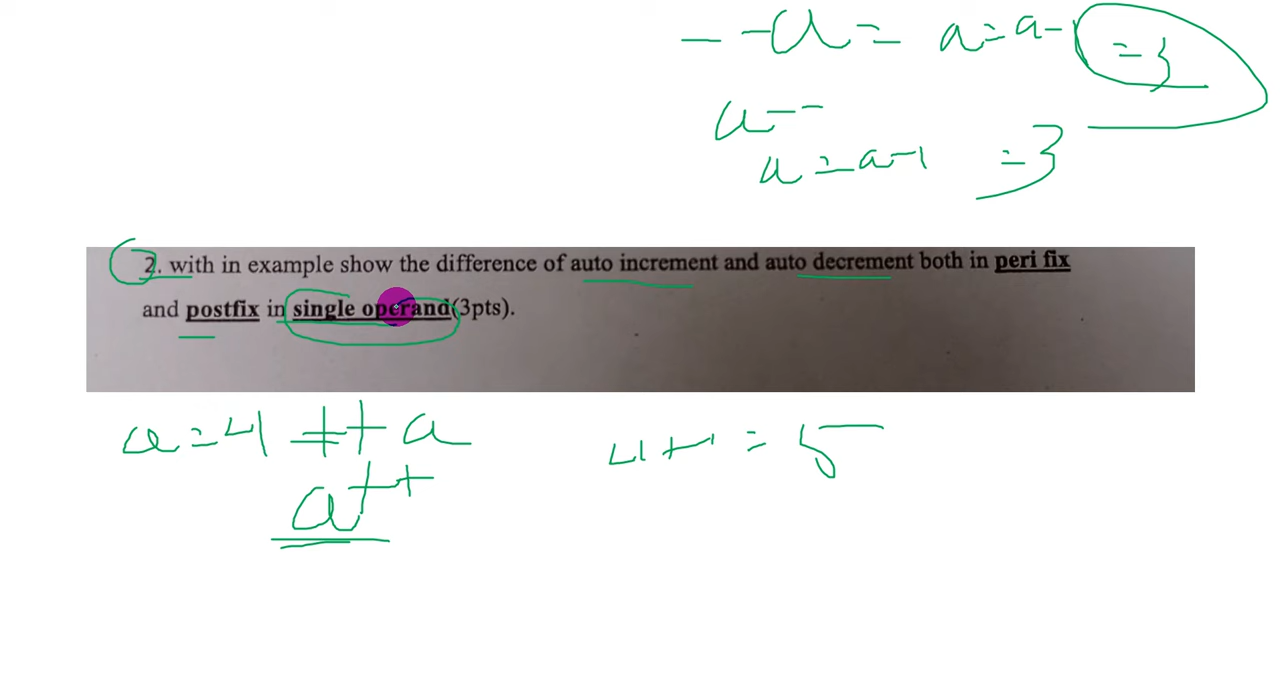 --a = a=a- =3
a--
a=a-1 =3
2. with in example show the difference of auto increment and auto decrement both in peri fix
and postfix in single operand(3pts).
a=4 ++a 4+1 = 5
a++